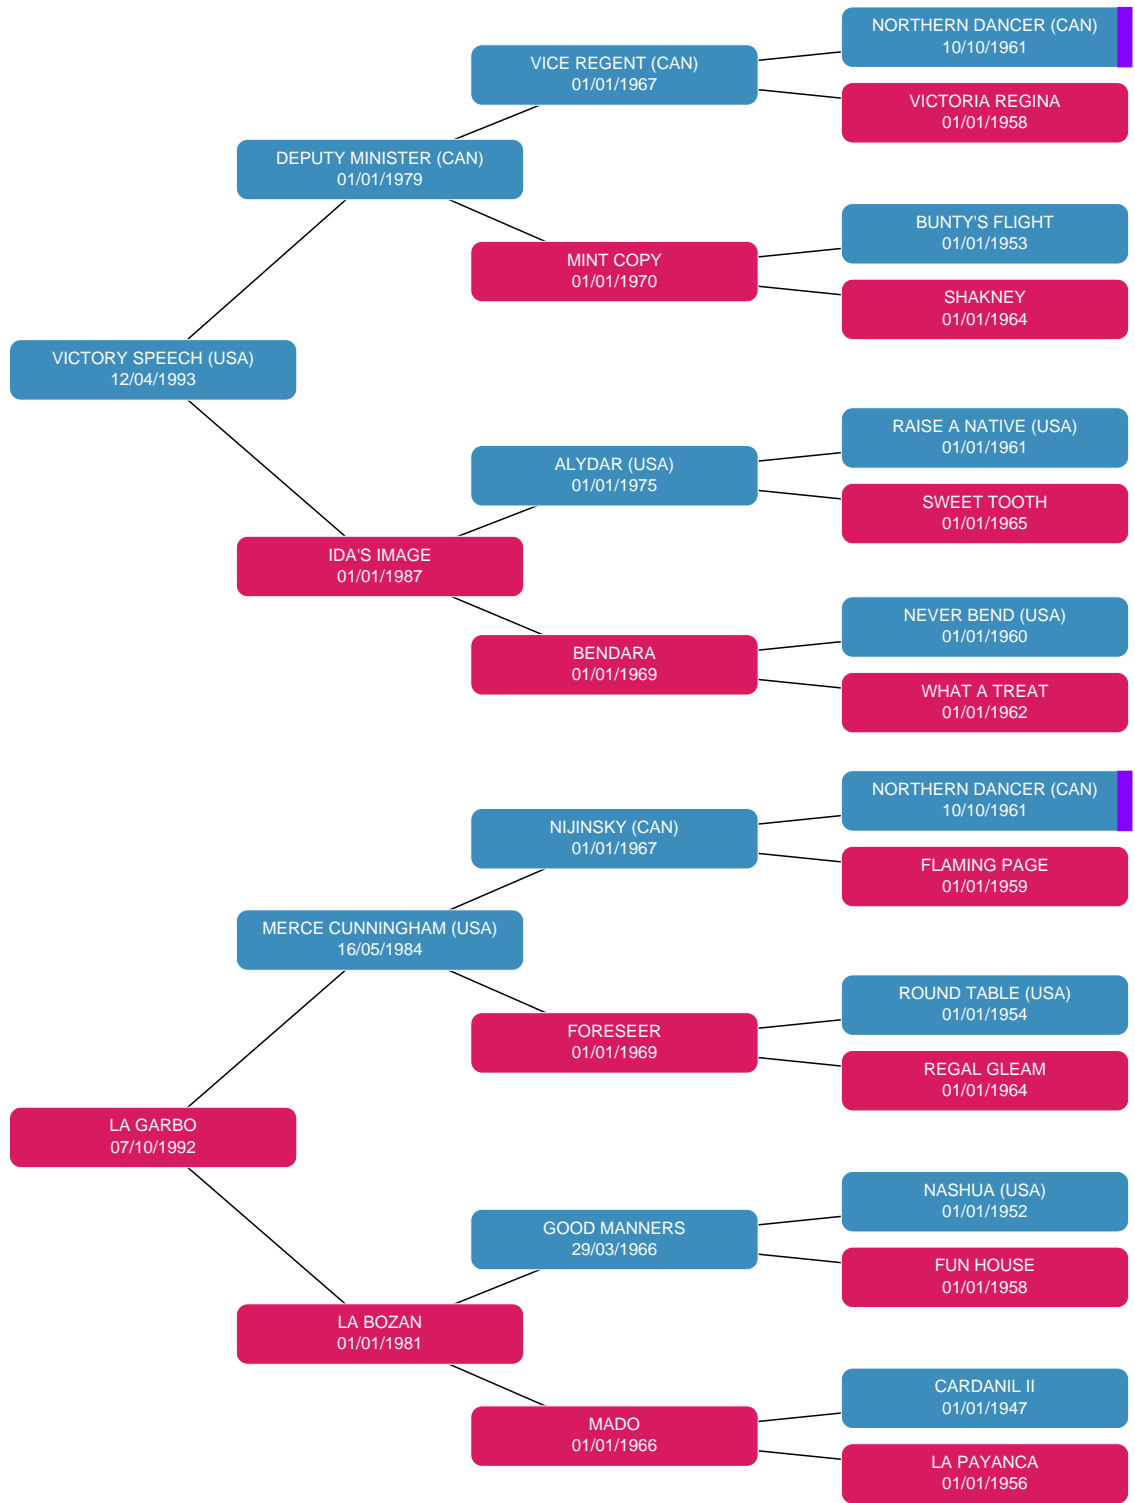 NORTHERN DANCER (CAN)
10/10/1961
VICE REGENT (CAN)
01/01/1967
VICTORIA REGINA
01/01/1958
DEPUTY MINISTER (CAN)
01/01/1979
BUNTY'S FLIGHT
01/01/1953
MINT COPY
01/01/1970
SHAKNEY
01/01/1964
VICTORY SPEECH (USA)
12/04/1993
RAISE A NATIVE (USA)
01/01/1961
ALYDAR (USA)
01/01/1975
SWEET TOOTH
01/01/1965
IDA'S IMAGE
01/01/1987
NEVER BEND (USA)
01/01/1960
BENDARA
01/01/1969
WHAT A TREAT
01/01/1962
NORTHERN DANCER (CAN)
10/10/1961
NIJINSKY (CAN)
01/01/1967
FLAMING PAGE
01/01/1959
MERCE CUNNINGHAM (USA)
16/05/1984
ROUND TABLE (USA)
01/01/1954
FORESEER
01/01/1969
REGAL GLEAM
01/01/1964
LA GARBO
07/10/1992
NASHUA (USA)
01/01/1952
GOOD MANNERS
29/03/1966
FUN HOUSE
01/01/1958
LA BOZAN
01/01/1981
CARDANIL II
01/01/1947
MADO
01/01/1966
LA PAYANCA
01/01/1956